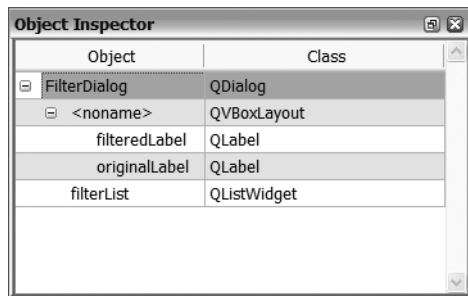 Object Inspector
Object Class
FilterDialog QDialog
<noname> QVBoxLayout
filteredLabel QLabel
originalLabel QLabel
filterList QListWidget